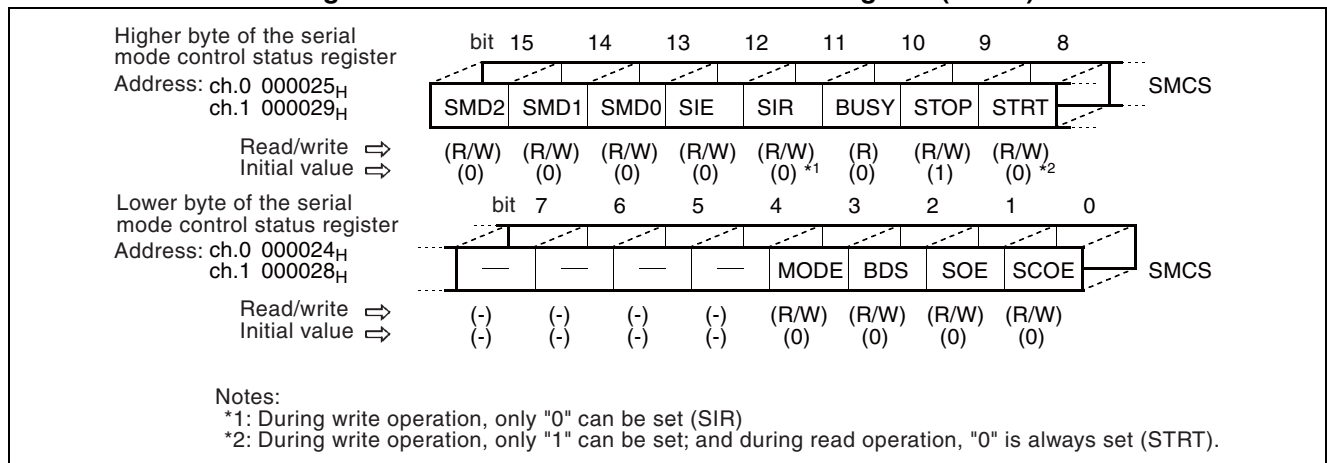 Higher byte of the serial
mode control status register
bit 15 14 13 12 11 10 9 8
Address: ch.0 000025H
ch.1 000029H
SMD2 SMD1 SMD0 SIE SIR BUSY STOP STRT
SMCS
Read/write ⇨ (R/W) (R/W) (R/W) (R/W) (R/W) (R) (R/W) (R/W)
Initial value ⇨ (0) (0) (0) (0) (0) *1 (0) (1) (0) *2
Lower byte of the serial
mode control status register
bit 7 6 5 4 3 2 1 0
Address: ch.0 000024H
ch.1 000028H
— — — — MODE BDS SOE SCOE
SMCS
Read/write ⇨ (-) (-) (-) (-) (R/W) (R/W) (R/W) (R/W)
Initial value ⇨ (-) (-) (-) (-) (0) (0) (0) (0)
Notes:
*1: During write operation, only "0" can be set (SIR)
*2: During write operation, only "1" can be set; and during read operation, "0" is always set (STRT).